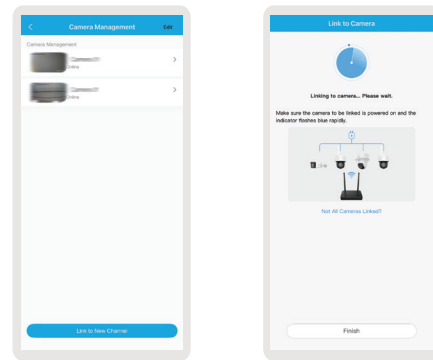 Camera Management
Edit
Camera Management
Online
Online
Link to New Channel
Link to Camera
Linking to camera... Please wait.
Make sure the camera to be linked is powered on and the
indicator flashes blue rapidly.
Not All Cameras Linked?
Finish